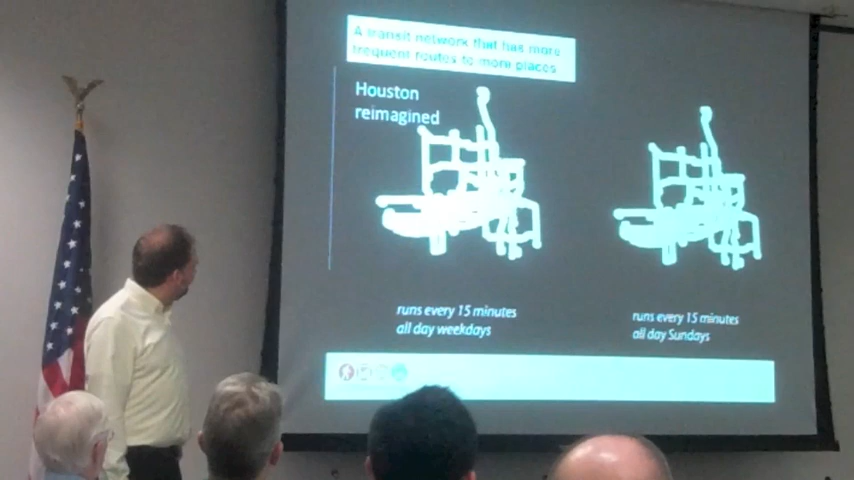 A transit network that has more
frequent routes to more places
Houston
reimagined
runs every 15 minutes
all day weekdays
runs every 15 minutes
all day Sundays